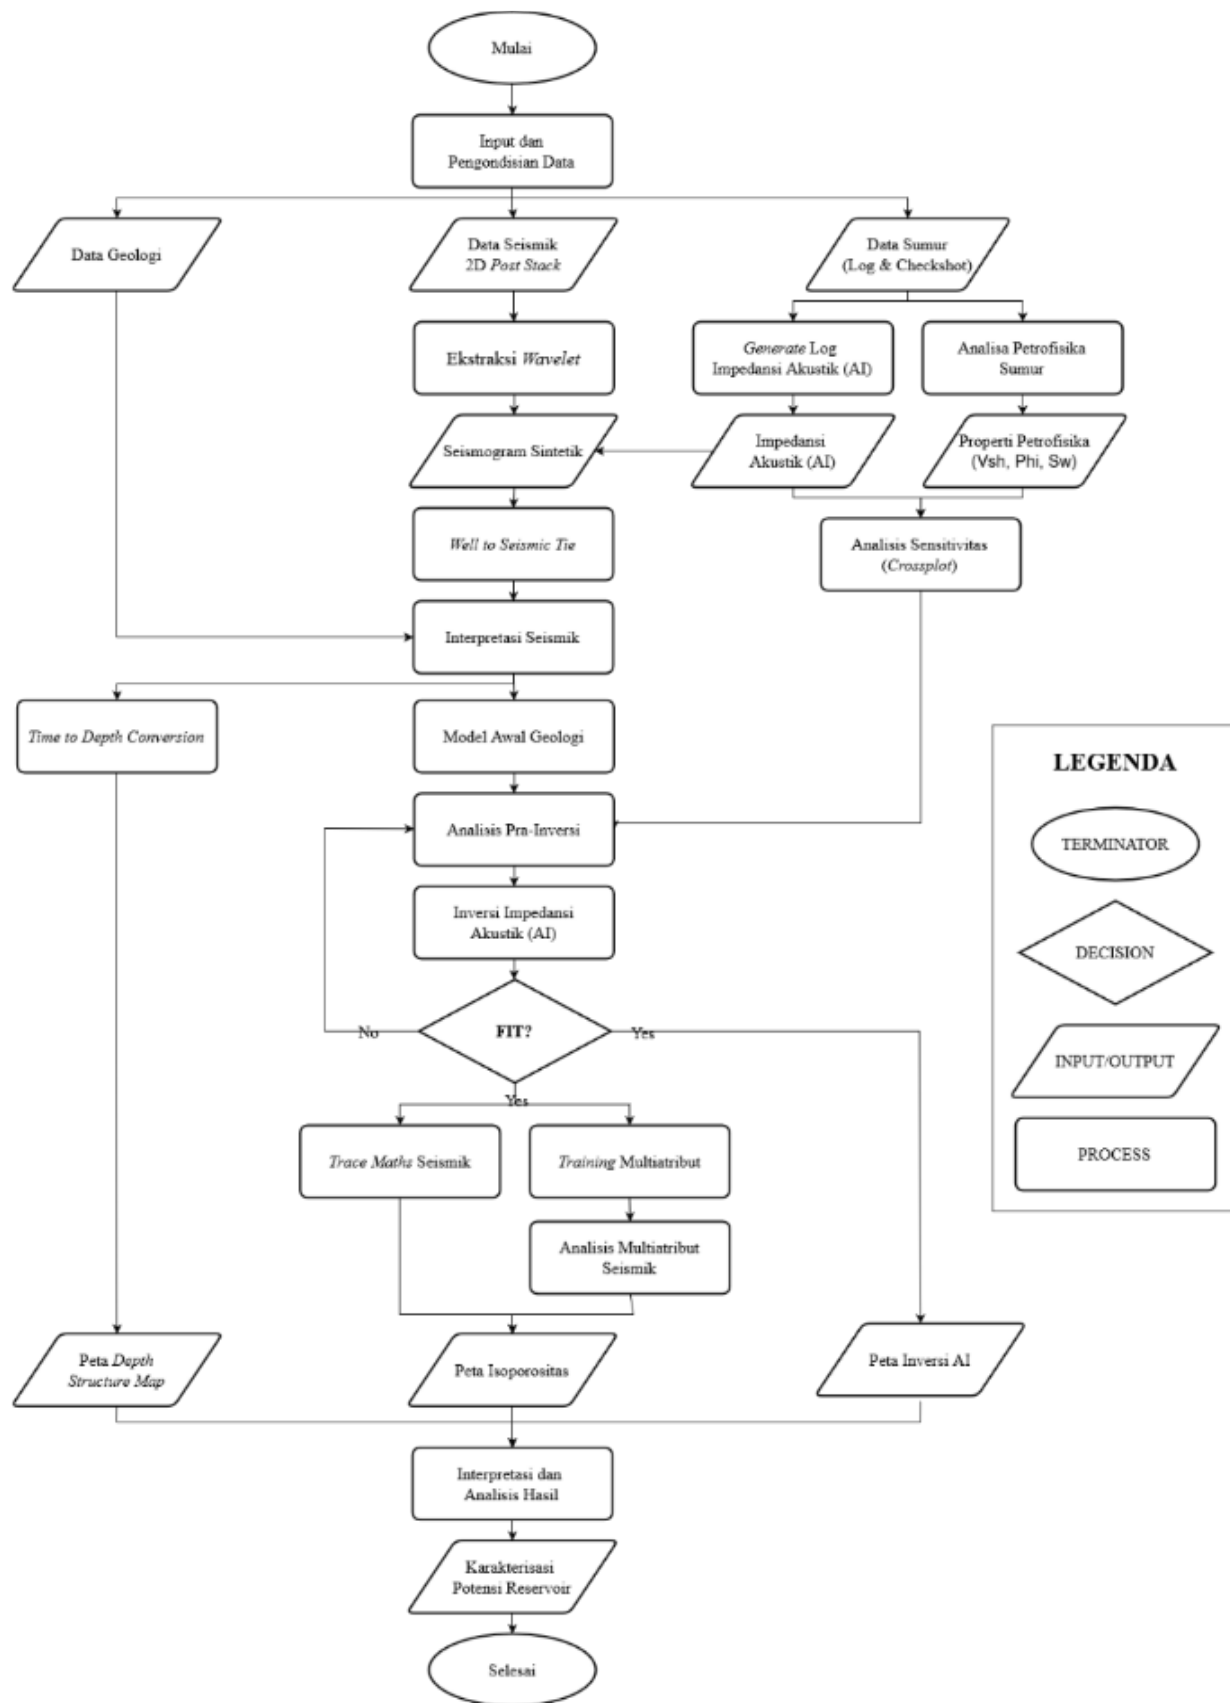 Mulai
Input dan
Pengondisian Data
Data Geologi
Data Seismik
2D Post Stack
Data Sumur
(Log & Checkshot)
Ekstraksi Wavelet
Generate Log
Impedansi Akustik (AI)
Analisa Petrofisika
Sumur
Seismogram Sintetik
Impedansi
Akustik (AI)
Properti Petrofisika
(Vsh, Phi, Sw)
Well to Seismic Tie
Analisis Sensitivitas
(Crossplot)
Interpretasi Seismik
Time to Depth Conversion
Model Awal Geologi
Analisis Pra-Inversi
Inversi Impedansi
Akustik (AI)
No
FIT?
Yes
Yes
Trace Maths Seismik
Training Multiatribut
Analisis Multiatribut
Seismik
Peta Depth
Structure Map
Peta Isoporositas
Peta Inversi AI
Interpretasi dan
Analisis Hasil
Karakterisasi
Potensi Reservoir
Selesai
LEGENDA
TERMINATOR
DECISION
INPUT/OUTPUT
PROCESS